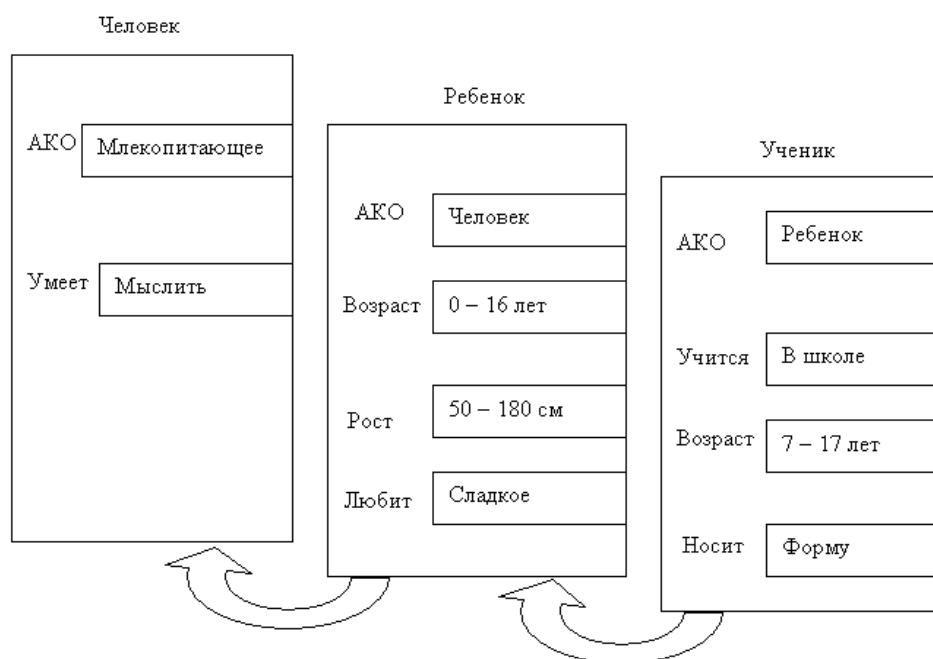 Человек
АКО Млекопитающее
Умеет Мыслить
Ребенок
АКО Человек
Возраст 0 – 16 лет
Рост 50 – 180 см
Любит Сладкое
Ученик
АКО Ребенок
Учится В школе
Возраст 7 – 17 лет
Носит Форму